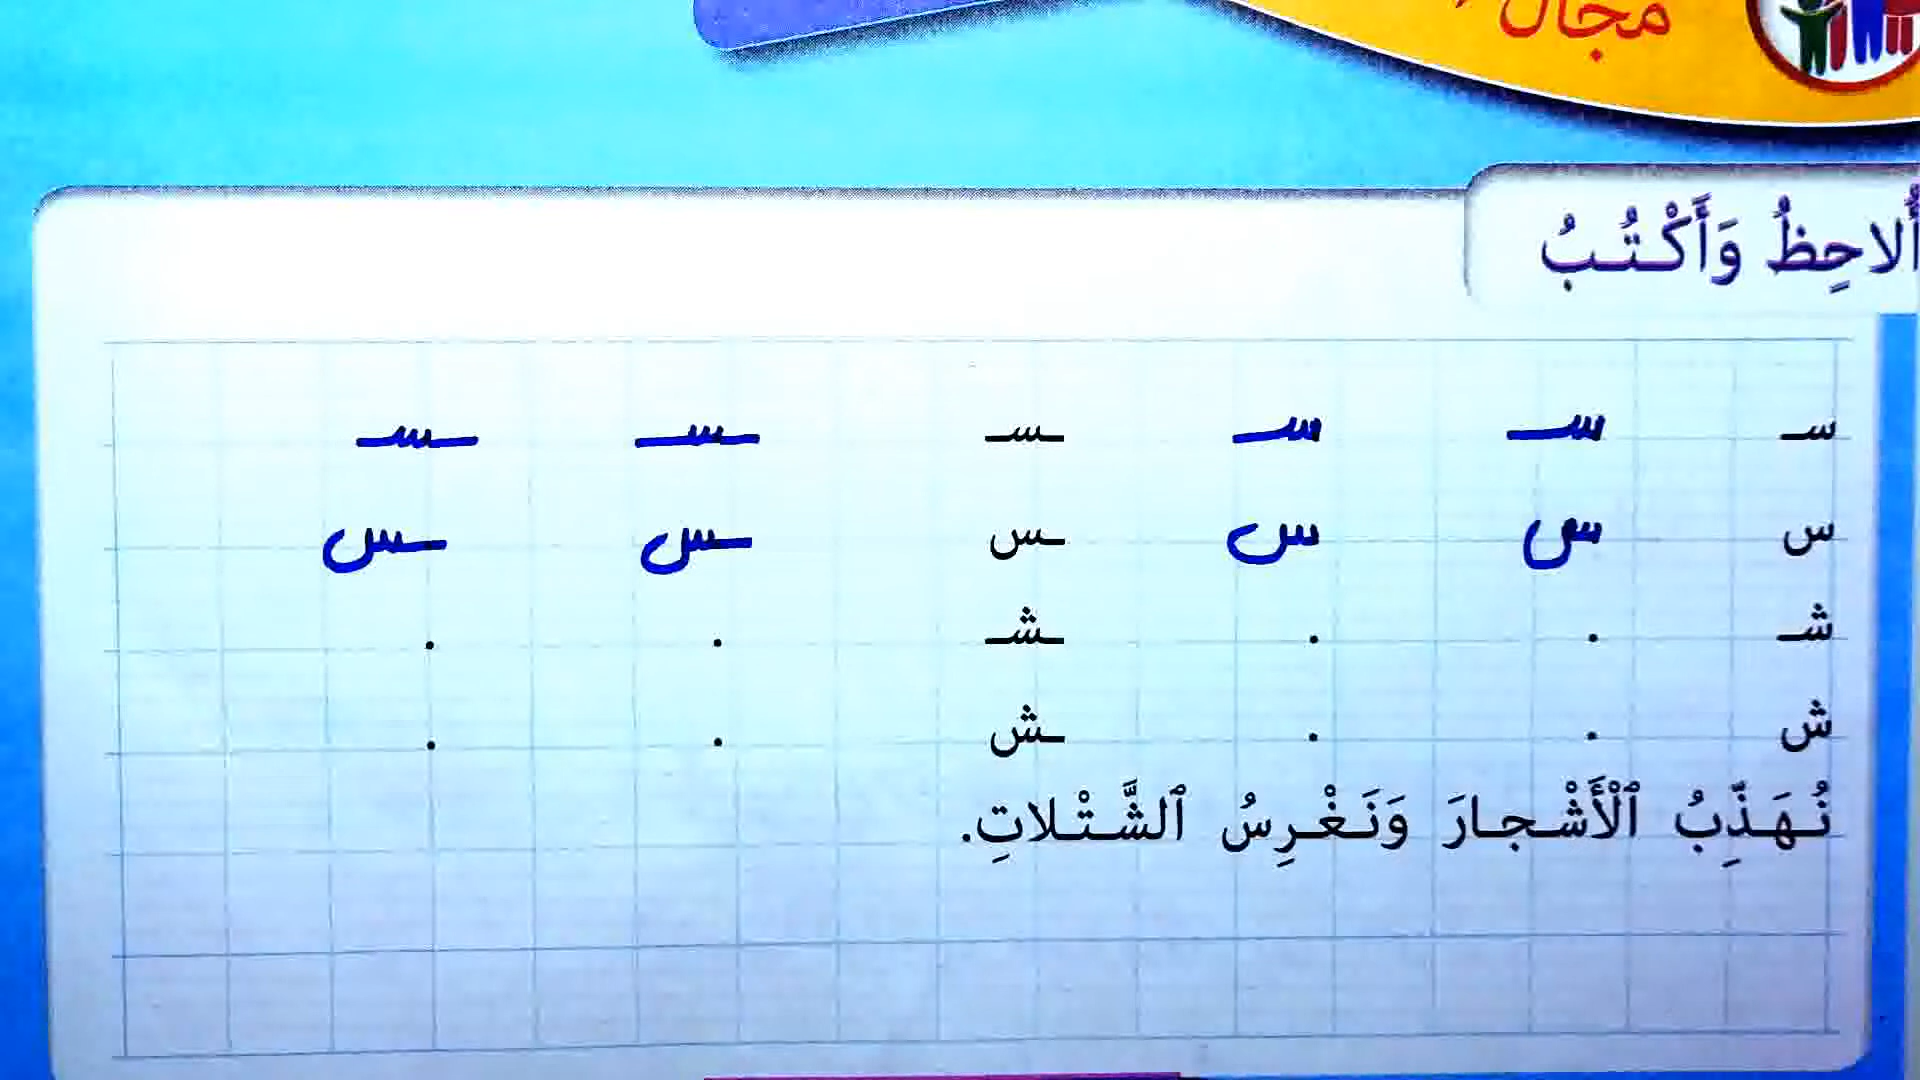 مجال
أُلاحِظُ وَأَكْتُبُ
سـ سـ سـ ـسـ ـسـ ـسـ
س س س ـس ـس ـس
شـ . . ـشـ . .
ش . . ـش . .
نُهَذِّبُ ٱلْأَشْجارَ وَنَغْرِسُ ٱلشَّتْلاتِ.